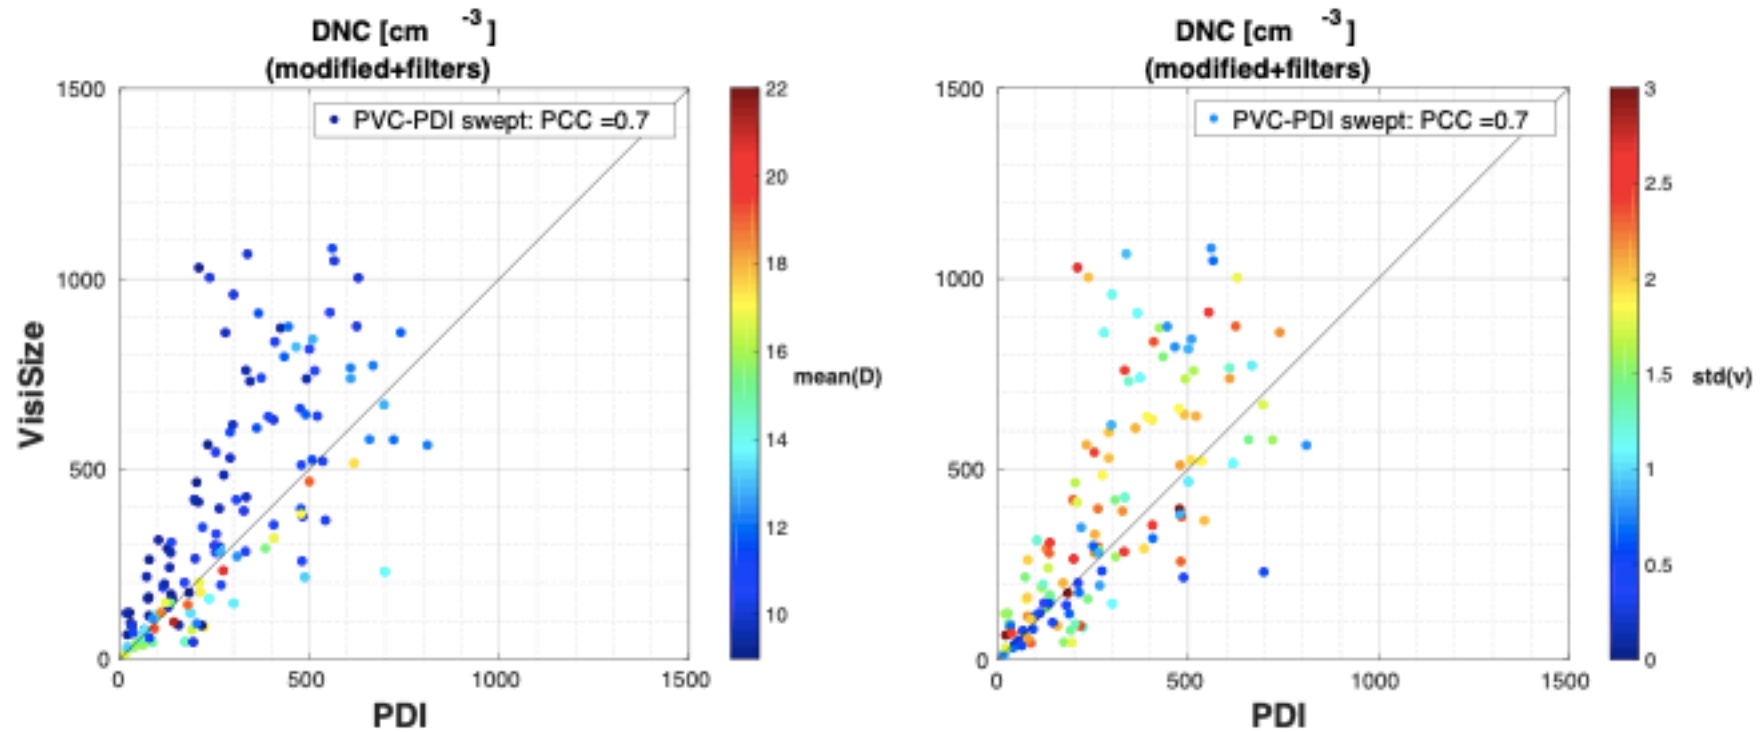 DNC [cm -3 ]
(modified+filters)
1500
1000
500
0
0 500 1000 1500
PVC-PDI swept: PCC =0.7
VisiSize
PDI
22
20
18
16
14
12
10
mean(D)
DNC [cm -3 ]
(modified+filters)
1500
1000
500
0
0 500 1000 1500
PVC-PDI swept: PCC =0.7
PDI
3
2.5
2
1.5
1
0.5
0
std(v)